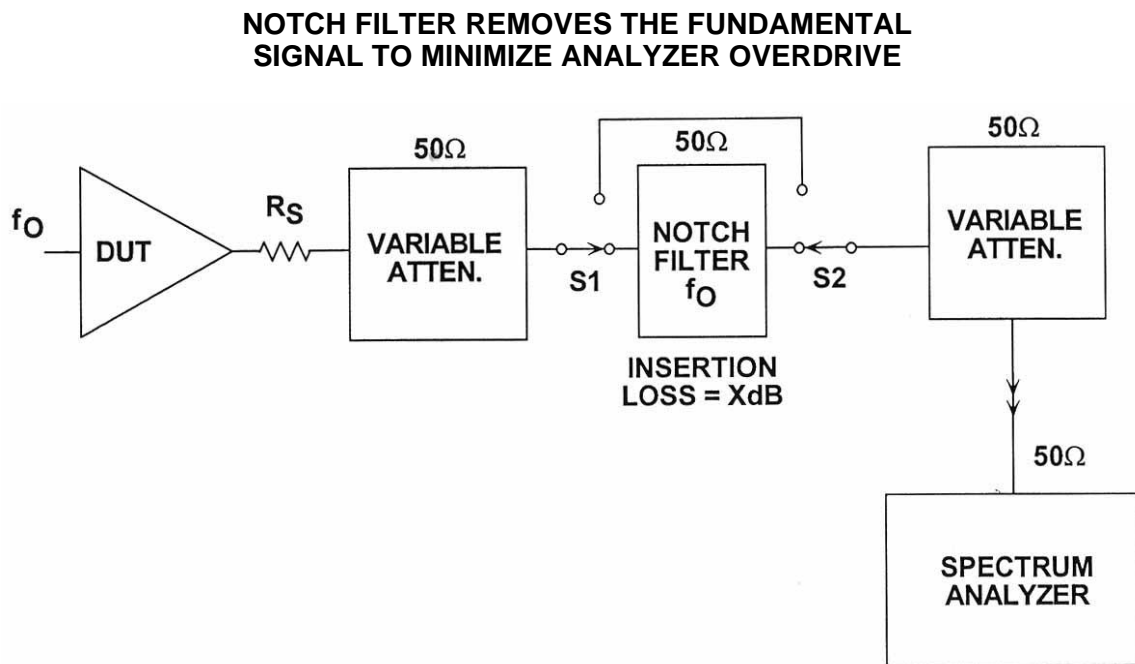 NOTCH FILTER REMOVES THE FUNDAMENTAL
SIGNAL TO MINIMIZE ANALYZER OVERDRIVE
fO
DUT
RS
50Ω
VARIABLE
ATTEN.
S1
50Ω
NOTCH
FILTER
fO
INSERTION
LOSS = XdB
S2
50Ω
VARIABLE
ATTEN.
50Ω
SPECTRUM
ANALYZER